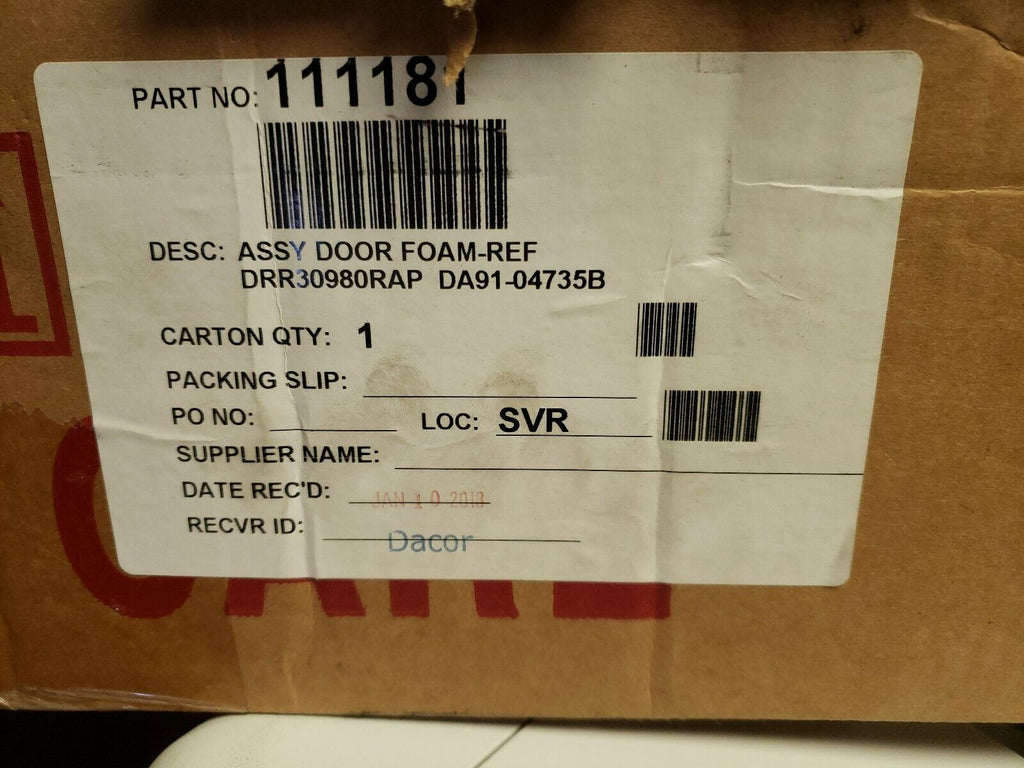 PART NO: 111181
DESC: ASSY DOOR FOAM-REF
DRR30980RAP DA91-04735B
CARTON QTY: 1
PACKING SLIP:
PO NO: LOC: SVR
SUPPLIER NAME:
DATE REC'D: JAN 10 2018
RECVR ID: Dacor